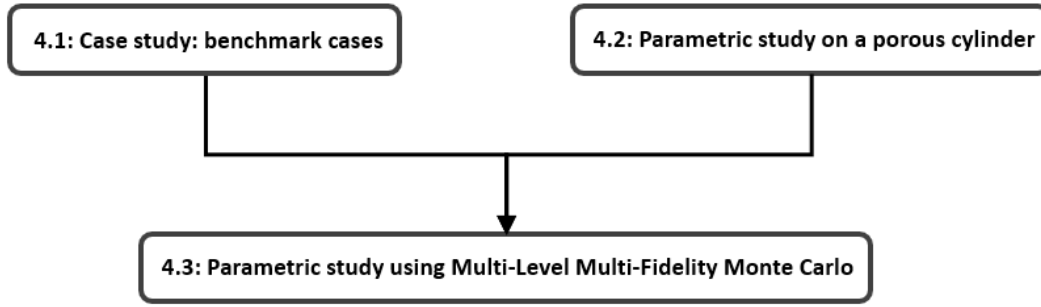 4.1: Case study: benchmark cases
4.2: Parametric study on a porous cylinder
4.3: Parametric study using Multi-Level Multi-Fidelity Monte Carlo